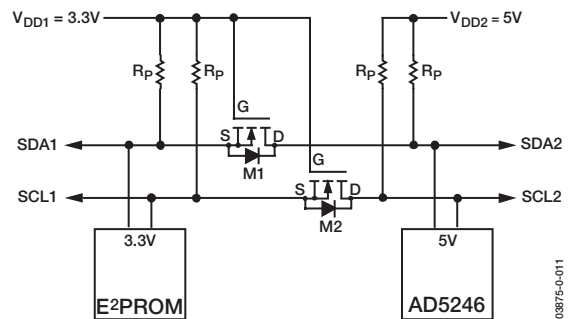 VDD1 = 3.3V
VDD2 = 5V
RP RP RP RP
G
SDA1 S D SDA2
M1 G
SCL1 S D SCL2
M2
3.3V 5V
E2PROM AD5246
03875-0-011